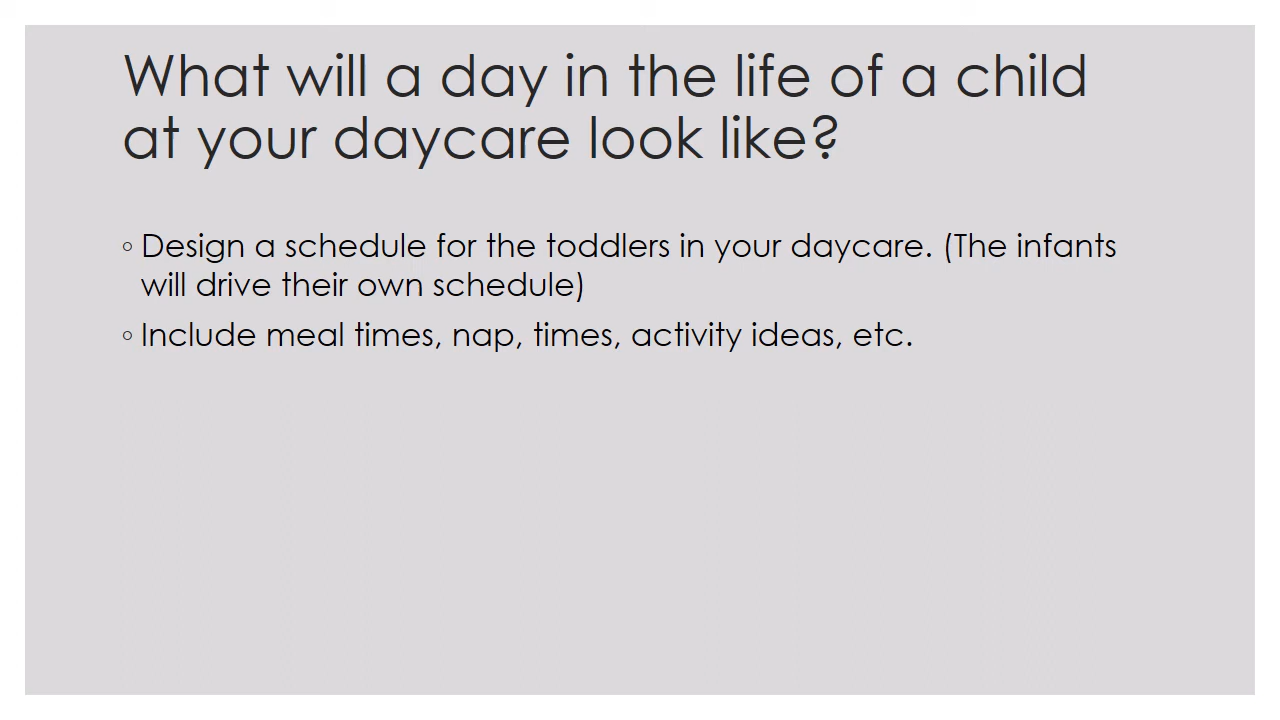 What will a day in the life of a child
at your daycare look like?
◦ Design a schedule for the toddlers in your daycare. (The infants
will drive their own schedule)
◦ Include meal times, nap, times, activity ideas, etc.